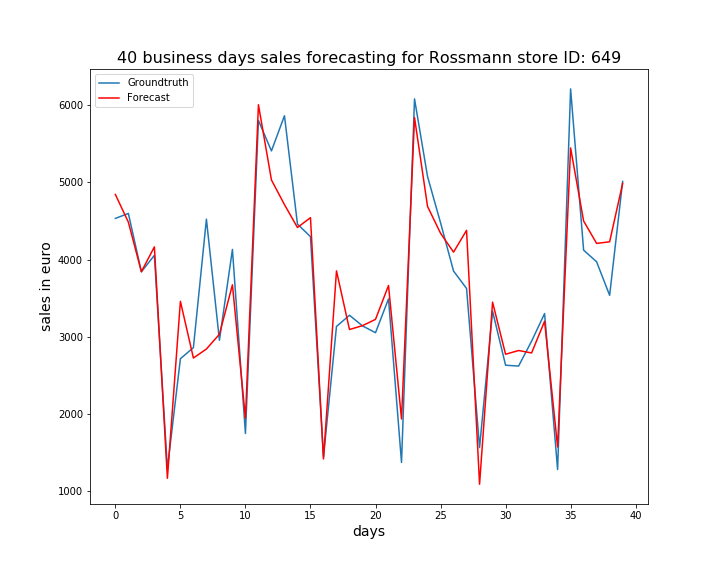 40 business days sales forecasting for Rossmann store ID: 649
Groundtruth
Forecast
sales in euro
6000
5000
4000
3000
2000
1000
0 5 10 15 20 25 30 35 40
days